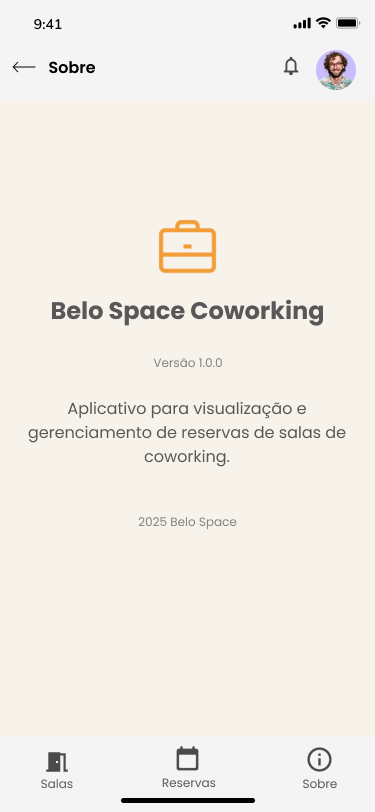 9:41
Sobre
Belo Space Coworking
Versão 1.0.0
Aplicativo para visualização e
gerenciamento de reservas de salas de
coworking.
2025 Belo Space
Salas
Reservas
Sobre